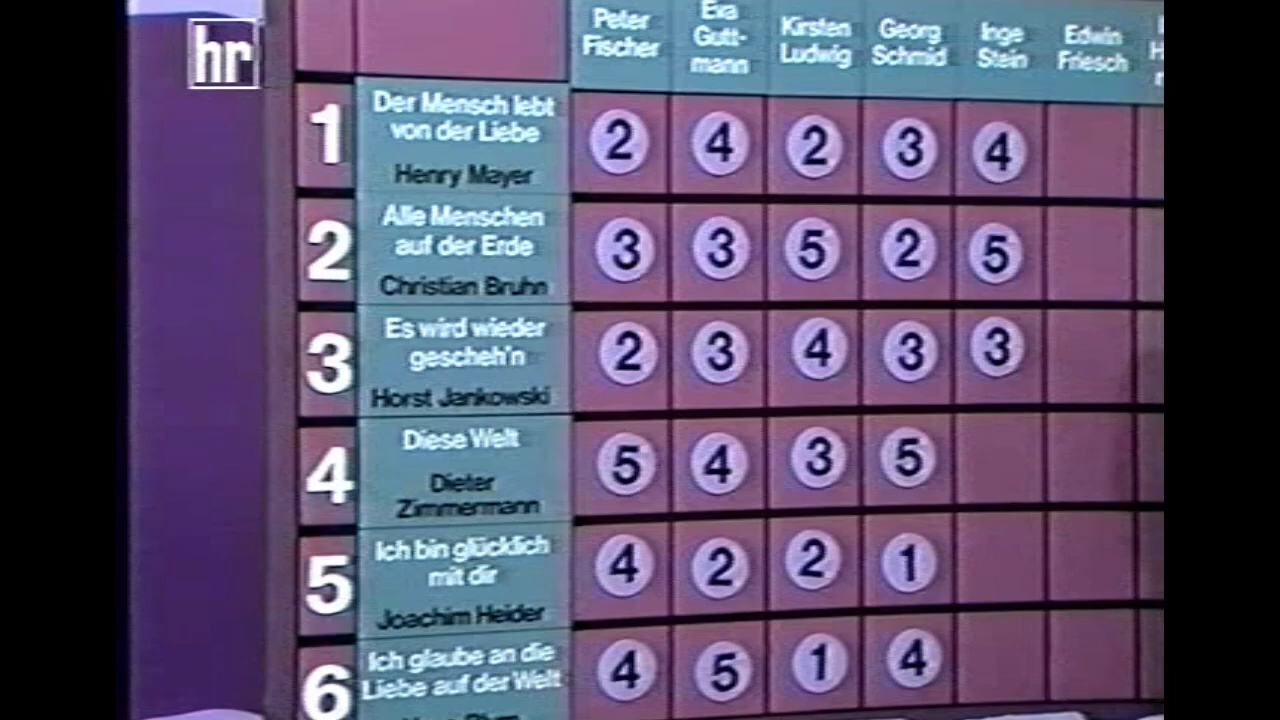 hr
Peter
Fischer
Eva
Gutt-
mann
Kirsten
Ludwig
Georg
Schmid
Inge
Stein
Edwin
Friesch
1
Der Mensch lebt
von der Liebe
Henry Mayer
2 4 2 3 4
2
Alle Menschen
auf der Erde
Christian Bruhn
3 3 5 2 5
3
Es wird wieder
gescheh'n
Horst Jankowski
2 3 4 3 3
4
Diese Welt
Dieter
Zimmermann
5 4 3 5
5
Ich bin glücklich
mit dir
Joachim Heider
4 2 2 1
6
Ich glaube an die
Liebe auf der Welt
4 5 1 4